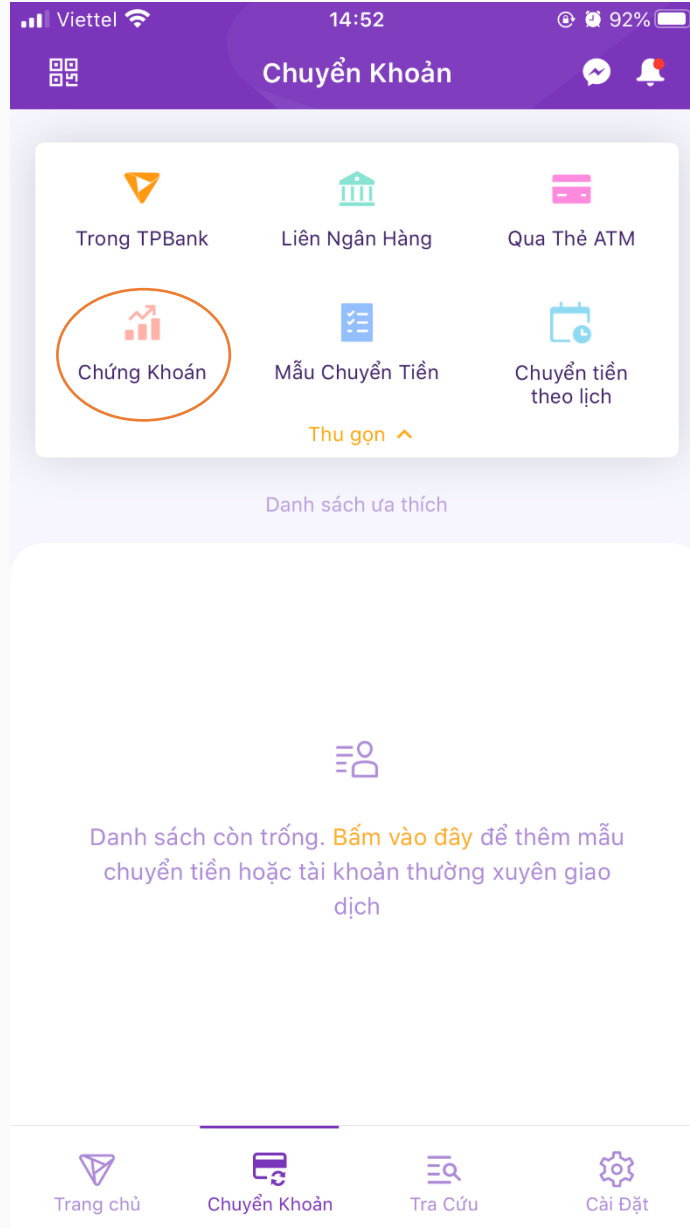 Viettel 14:52 92%
Chuyển Khoản
Trong TPBank Liên Ngân Hàng Qua Thẻ ATM
Chứng Khoán Mẫu Chuyển Tiền Chuyển tiền
theo lịch
Thu gọn
Danh sách ưa thích
Danh sách còn trống. Bấm vào đây để thêm mẫu
chuyển tiền hoặc tài khoản thường xuyên giao
dịch
Trang chủ Chuyển Khoản Tra Cứu Cài Đặt